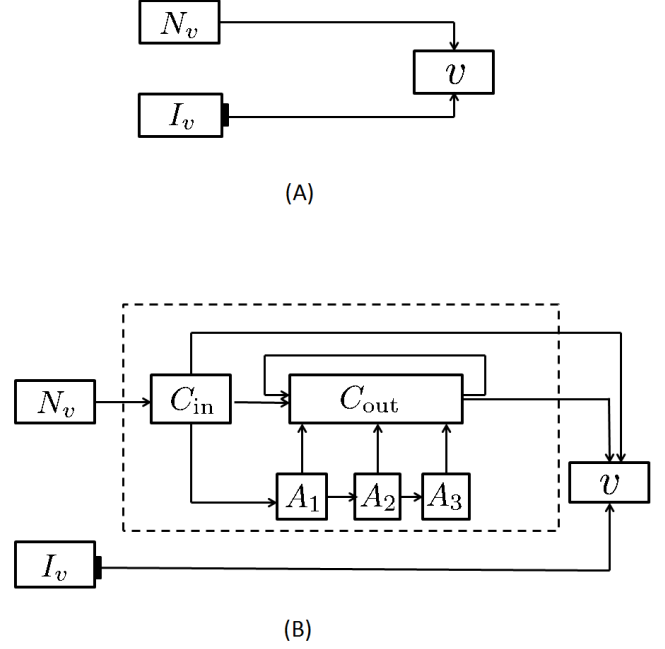 N_v
v
I_v
(A)
N_v C_in C_out
A_1 A_2 A_3
v
I_v
(B)